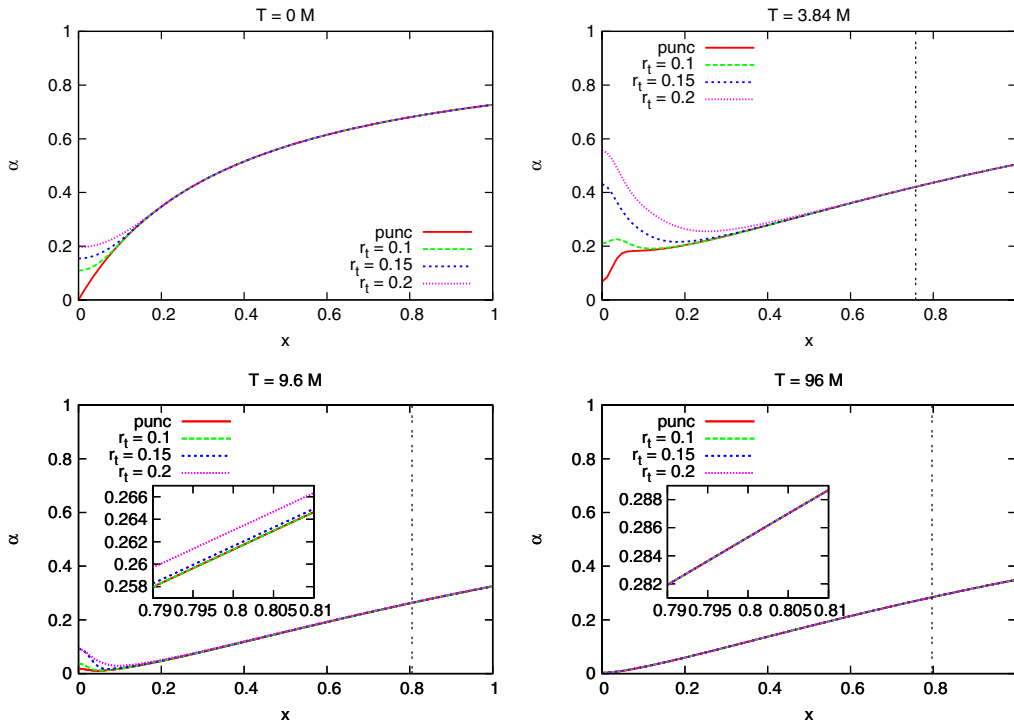 T = 0 M
α
1
0.8
0.6
0.4
0.2
0
punc
r_t = 0.1
r_t = 0.15
r_t = 0.2
0 0.2 0.4 0.6 0.8 1
x
T = 3.84 M
α
1
0.8
0.6
0.4
0.2
0
punc
r_t = 0.1
r_t = 0.15
r_t = 0.2
0 0.2 0.4 0.6 0.8
x
T = 9.6 M
α
1
0.8
0.6
0.4
0.2
0
punc
r_t = 0.1
r_t = 0.15
r_t = 0.2
0.266
0.264
0.262
0.26
0.258
0.79 0.795 0.8 0.805 0.81
0 0.2 0.4 0.6 0.8 1
x
T = 96 M
α
1
0.8
0.6
0.4
0.2
0
punc
r_t = 0.1
r_t = 0.15
r_t = 0.2
0.288
0.286
0.284
0.282
0.79 0.795 0.8 0.805 0.81
0 0.2 0.4 0.6 0.8
x